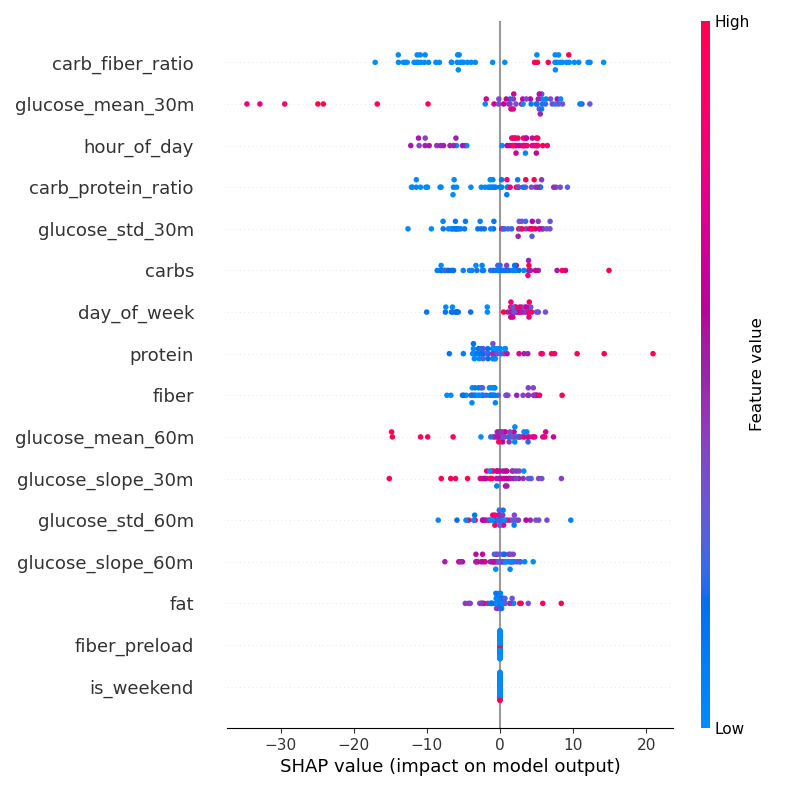 High
carb_fiber_ratio
glucose_mean_30m
hour_of_day
carb_protein_ratio
glucose_std_30m
carbs
day_of_week
protein
fiber
glucose_mean_60m
glucose_slope_30m
glucose_std_60m
glucose_slope_60m
fat
fiber_preload
is_weekend
Feature value
Low
−30 −20 −10 0 10 20
SHAP value (impact on model output)